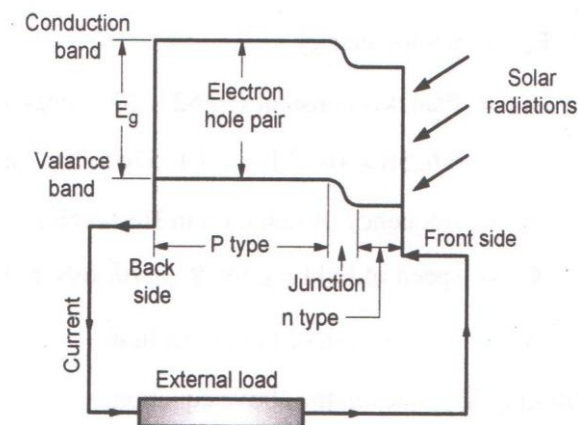 Conduction
band
E_g
Electron
hole pair
Solar
radiations
Valance
band
P type
Front side
Back
side
Junction
n type
Current
External load